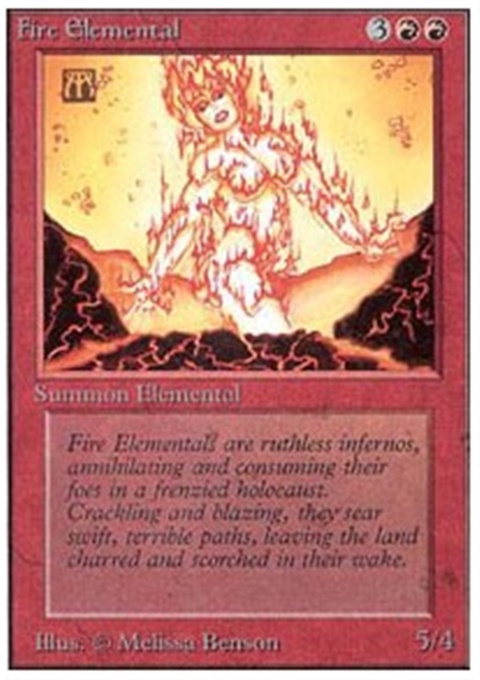 Fire Elemental 3
Summon Elemental
Fire Elementals are ruthless infernos,
annihilating and consuming their
foes in a frenzied holocaust.
Crackling and blazing, they sear
swift, terrible paths, leaving the land
charred and scorched in their wake.
Illus. © Melissa Benson 5/4